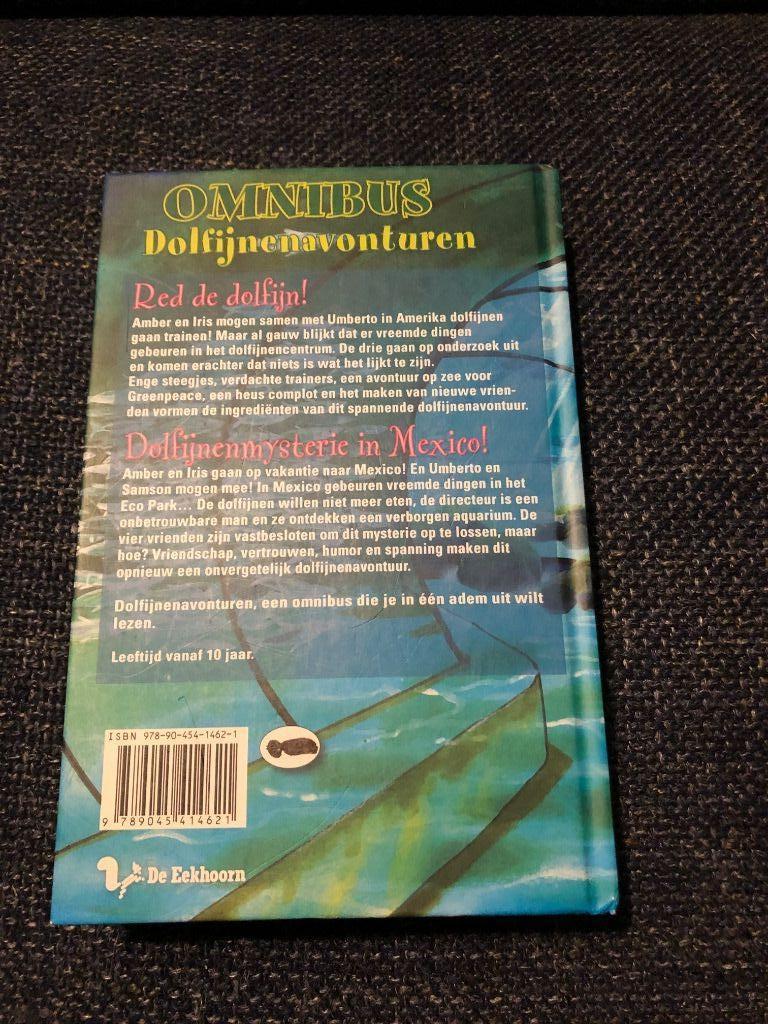 OMNIBUS
Dolfijnenavonturen
Red de dolfijn!
Amber en Iris mogen samen met Umberto in Amerika dolfijnen
gaan trainen! Maar al gauw blijkt dat er vreemde dingen
gebeuren in het dolfijnencentrum. De drie gaan op onderzoek uit
en komen erachter dat niets is wat het lijkt te zijn.
Enge steegjes, verdachte trainers, een avontuur op zee voor
Greenpeace, een heus complot en het maken van nieuwe vrien-
den vormen de ingrediënten van dit spannende dolfijnenavontuur.
Dolfijnenmysterie in Mexico!
Amber en Iris gaan op vakantie naar Mexico! En Umberto en
Samson mogen mee! In Mexico gebeuren vreemde dingen in het
Eco Park... De dolfijnen willen niet meer eten, de directeur is een
onbetrouwbare man en ze ontdekken een verborgen aquarium. De
vier vrienden zijn vastbesloten om dit mysterie op te lossen, maar
hoe? Vriendschap, vertrouwen, humor en spanning maken dit
opnieuw een onvergetelijk dolfijnenavontuur.
Dolfijnenavonturen, een omnibus die je in één adem uit wilt
lezen.
Leeftijd vanaf 10 jaar.
ISBN 978-90-454-1462-1
9 789045 414621
De Eekhoorn